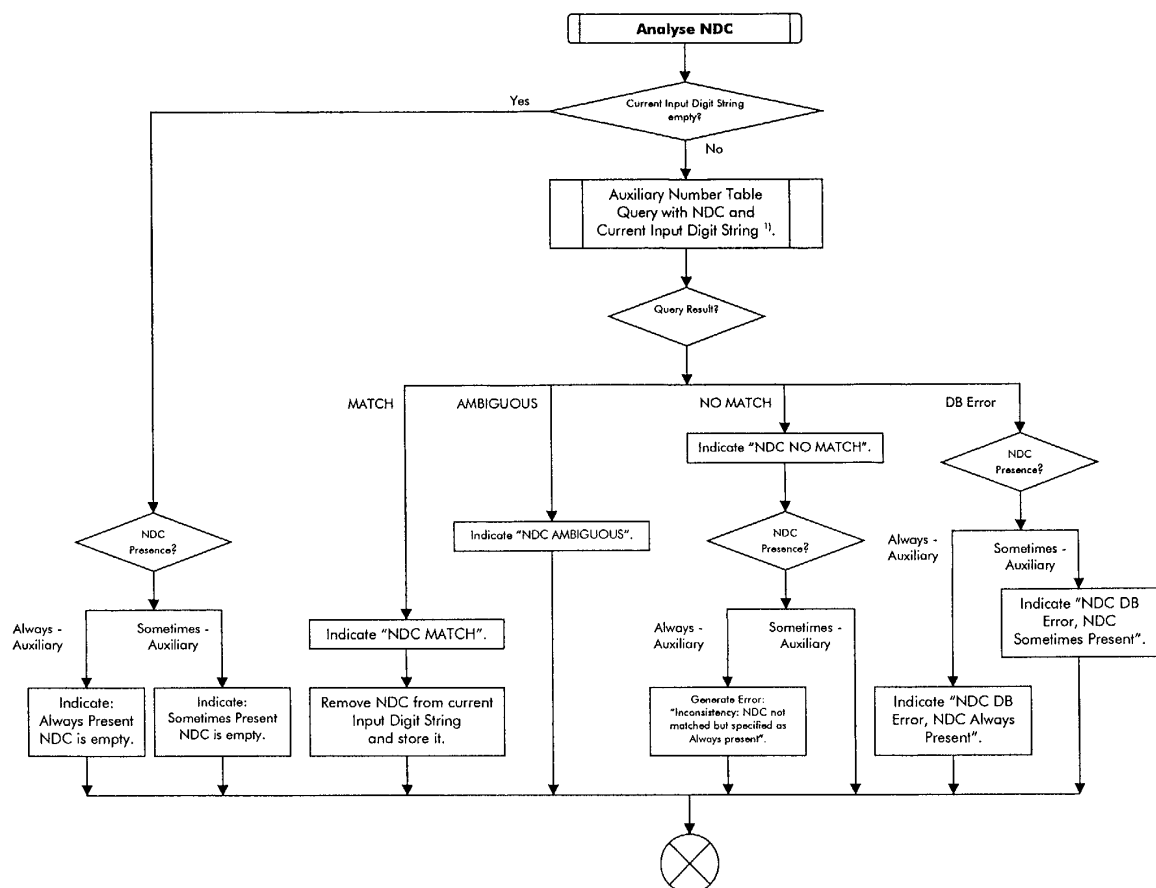 Analyse NDC
Current Input Digit String
empty?
Yes
No
Auxiliary Number Table
Query with NDC and
Current Input Digit String 1).
Query Result?
MATCH
AMBIGUOUS
NO MATCH
DB Error
Indicate “NDC NO MATCH”.
NDC
Presence?
NDC
Presence?
Indicate “NDC AMBIGUOUS”.
NDC
Presence?
Always -
Auxiliary
Sometimes -
Auxiliary
Indicate “NDC DB
Error, NDC
Sometimes Present”.
Always -
Auxiliary
Sometimes -
Auxiliary
Indicate “NDC MATCH”.
Always -
Auxiliary
Sometimes -
Auxiliary
Indicate:
Always Present
NDC is empty.
Indicate:
Sometimes Present
NDC is empty.
Remove NDC from current
Input Digit String
and store it.
Generate Error:
“Inconsistency: NDC not
matched but specified as
Always present”.
Indicate “NDC DB
Error, NDC Always
Present”.